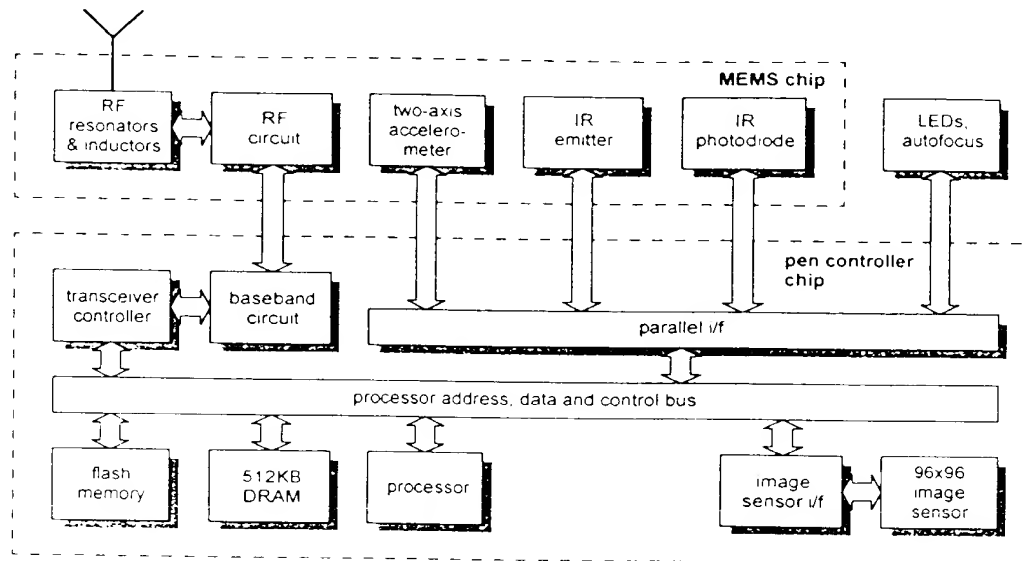 MEMS chip
RF
resonators
& inductors
RF
circuit
two-axis
accelero-
meter
IR
emitter
IR
photodiode
LEDs,
autofocus
pen controller
chip
transceiver
controller
baseband
circuit
parallel i/f
processor address, data and control bus
flash
memory
512KB
DRAM
processor
image
sensor i/f
96x96
image
sensor